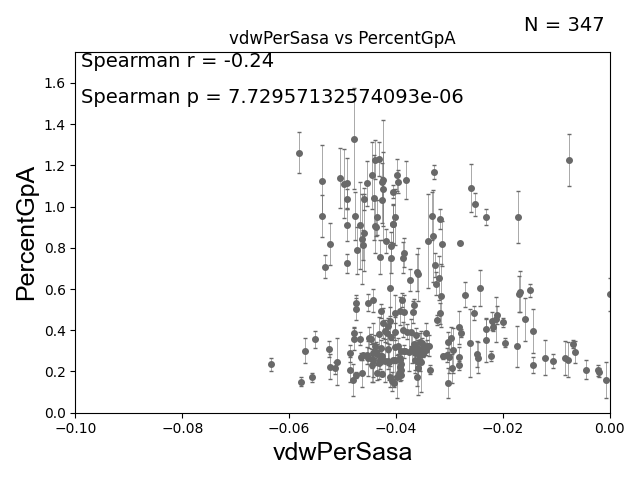 N = 347
vdwPerSasa vs PercentGpA
Spearman r = -0.24
Spearman p = 7.72957132574093e-06
PercentGpA
1.6
1.4
1.2
1.0
0.8
0.6
0.4
0.2
0.0
−0.10
−0.08
−0.06
−0.04
−0.02
0.00
vdwPerSasa